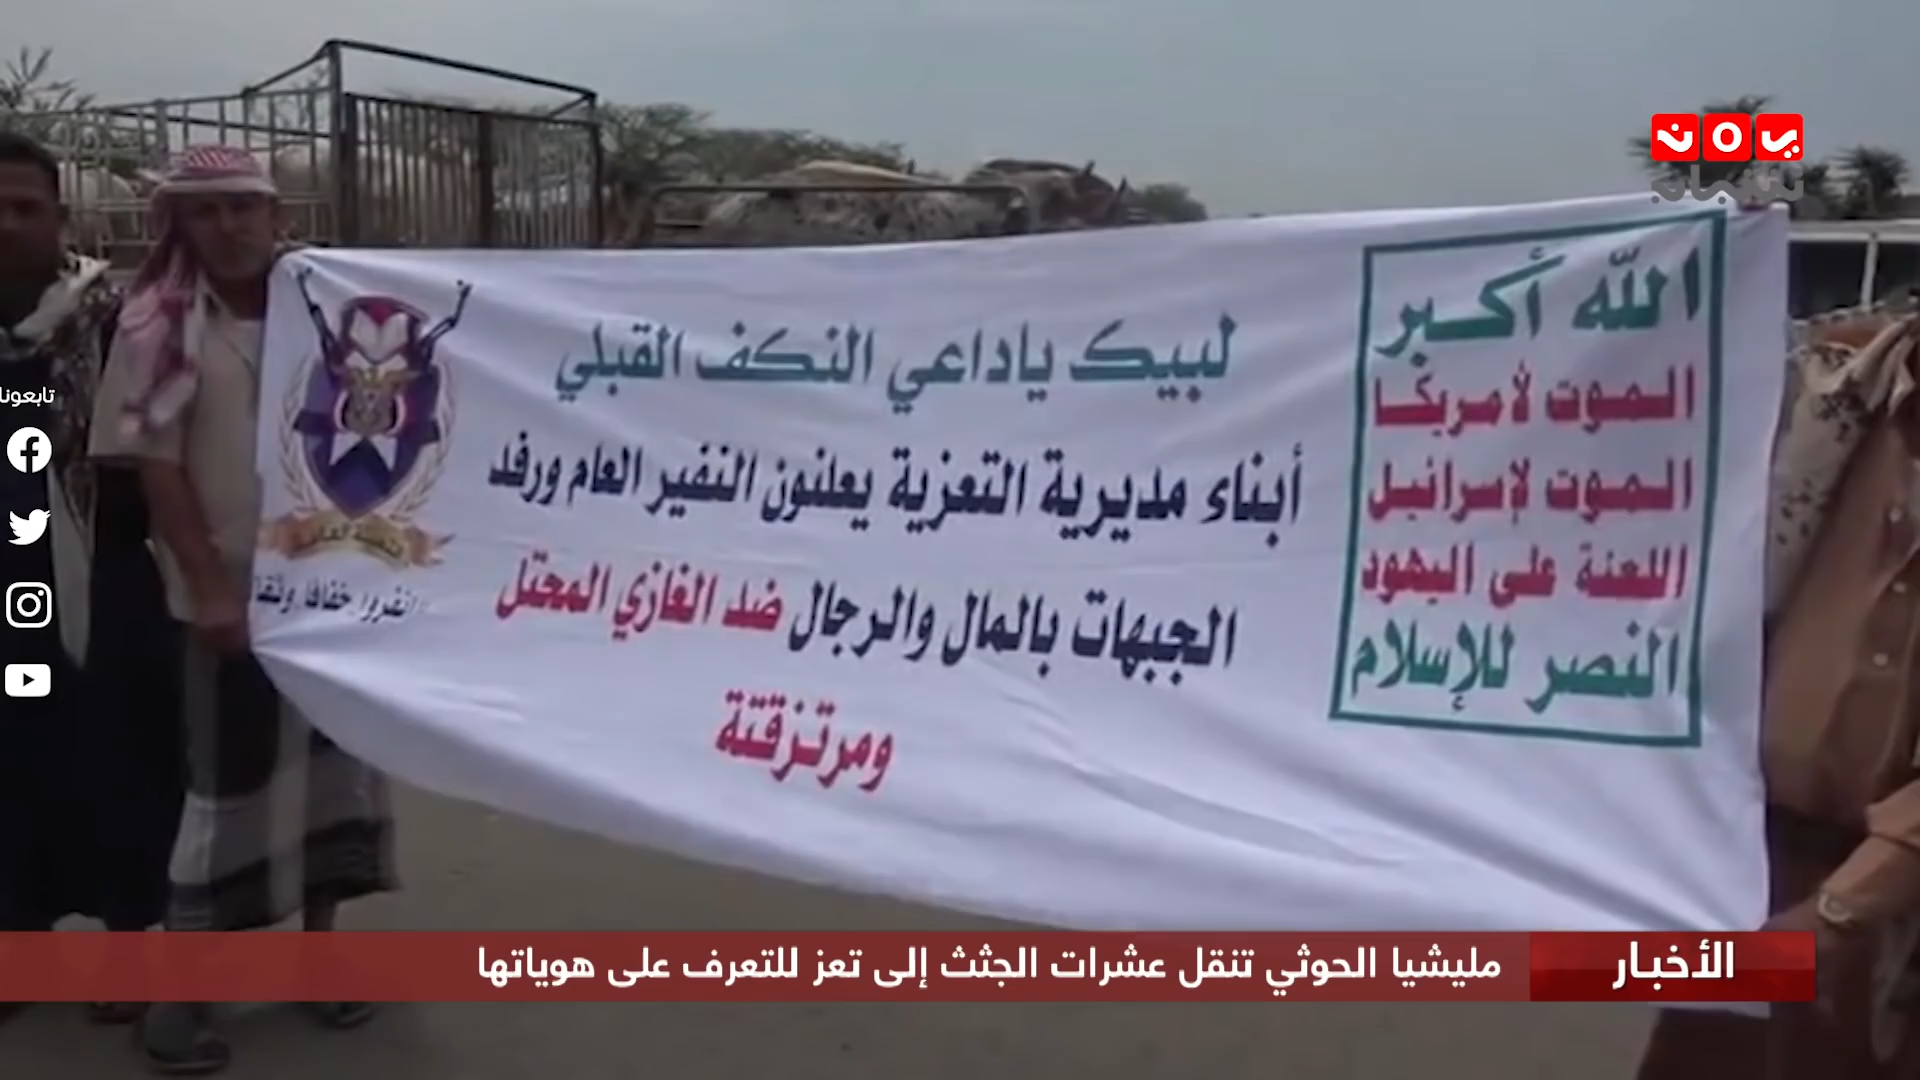 يمن
شباب
الله أكبر
الموت لأمريكا
الموت لإسرائيل
اللعنة على اليهود
النصر للإسلام
لبيك ياداعي النكف القبلي
أبناء مديرية التعزية يعلنون النفير العام ورفد
الجبهات بالمال والرجال ضد الغازي المحتل
ومرتزقتة
انفروا خفافا وثقا
تابعونا
الأخبار
مليشيا الحوثي تنقل عشرات الجثث إلى تعز للتعرف على هوياتها